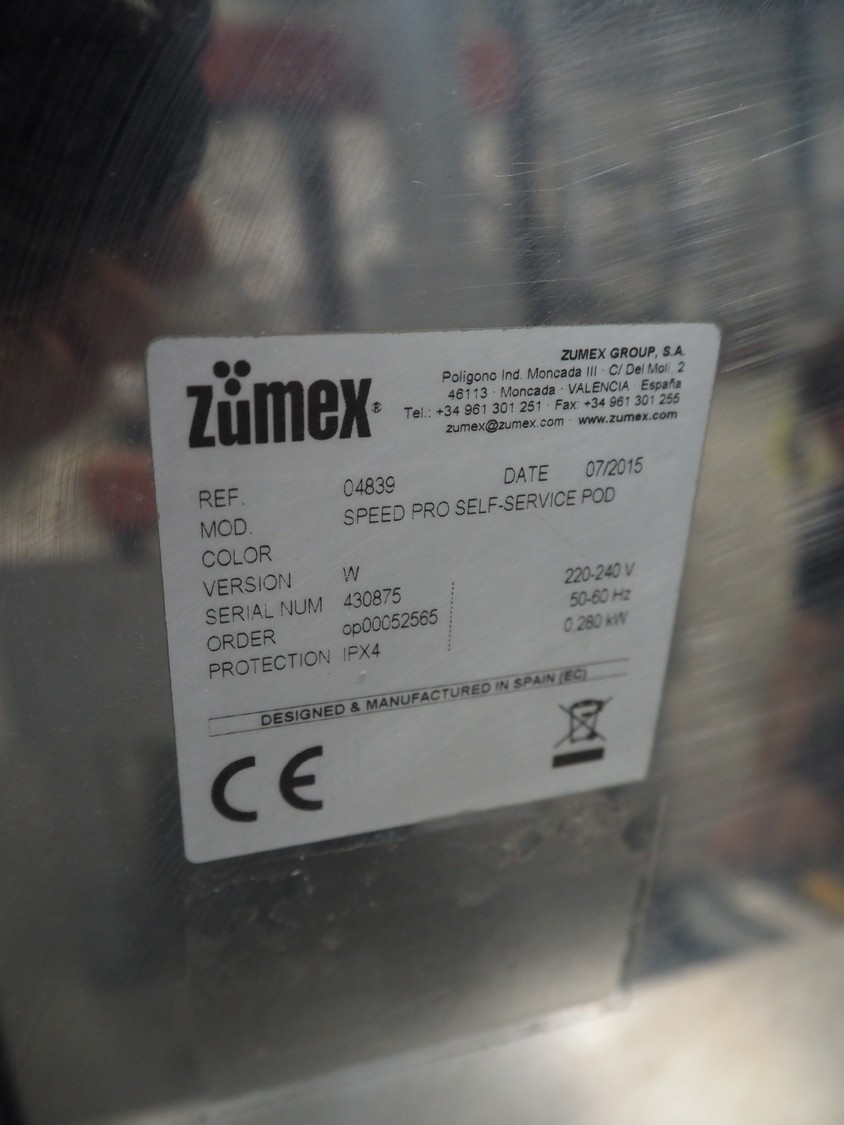 zümex®
ZUMEX GROUP, S.A.
Polígono Ind. Moncada III · C/ Del Molí, 2
46113 · Moncada · VALENCIA · España
Tel.: +34 961 301 251 · Fax: +34 961 301 255
zumex@zumex.com · www.zumex.com
REF. 04839 DATE 07/2015
MOD. SPEED PRO SELF-SERVICE POD
COLOR
VERSION W 220-240 V
SERIAL NUM 430875 50-60 Hz
ORDER op00052565 0,280 kW
PROTECTION IPX4
DESIGNED & MANUFACTURED IN SPAIN (EC)
CE